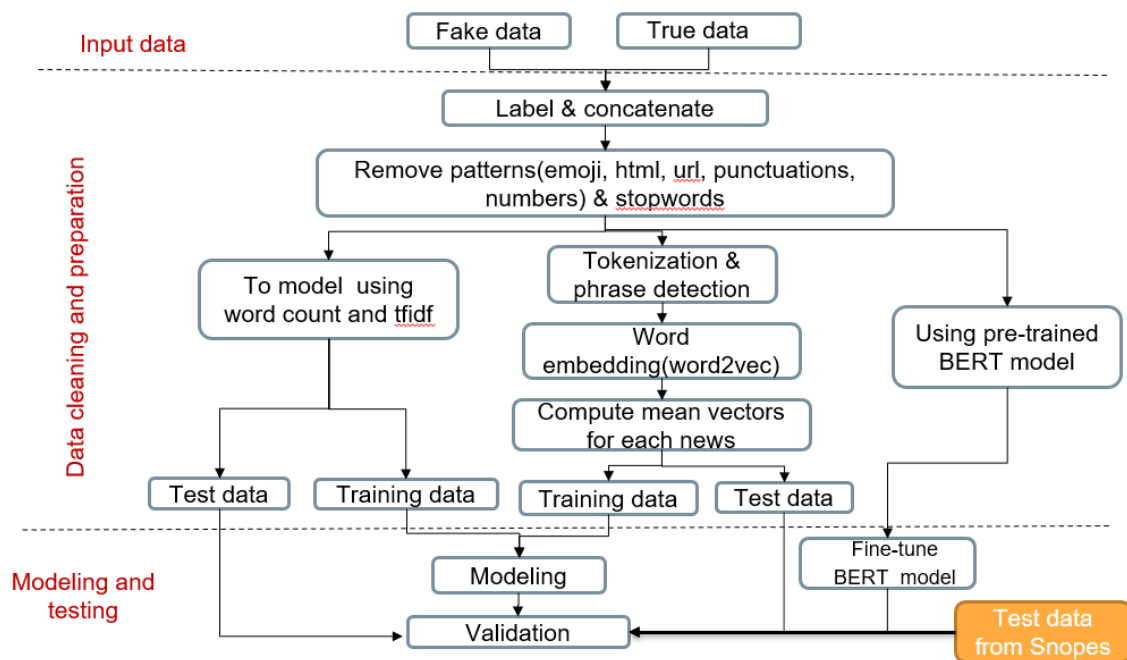 Input data
Fake data
True data
Label & concatenate
Data cleaning and preparation
Remove patterns(emoji, html, url, punctuations,
numbers) & stopwords
To model using
word count and tfidf
Tokenization &
phrase detection
Word
embedding(word2vec)
Compute mean vectors
for each news
Using pre-trained
BERT model
Test data
Training data
Training data
Test data
Modeling and
testing
Modeling
Validation
Fine-tune
BERT model
Test data
from Snopes